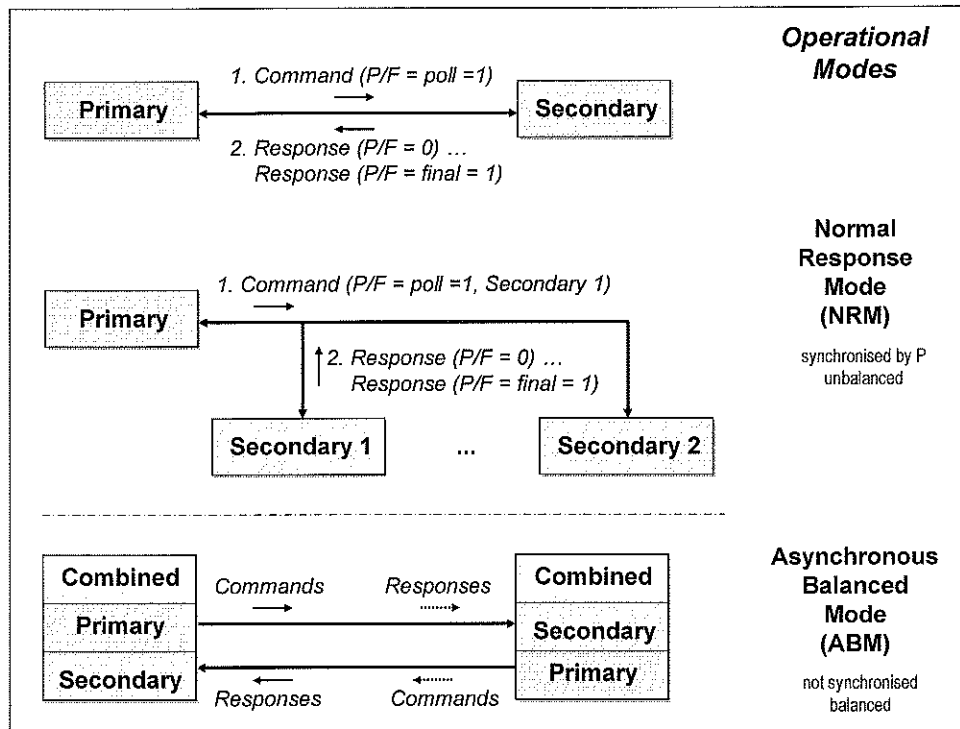 Operational
Modes
1. Command (P/F = poll =1)
Primary
Secondary
2. Response (P/F = 0) ...
Response (P/F = final = 1)
Normal
Response
Mode
(NRM)
synchronised by P
unbalanced
1. Command (P/F = poll =1, Secondary 1)
Primary
2. Response (P/F = 0) ...
Response (P/F = final = 1)
Secondary 1
...
Secondary 2
Asynchronous
Balanced
Mode
(ABM)
not synchronised
balanced
Combined
Primary
Secondary
Commands
Responses
Responses
Commands
Combined
Secondary
Primary